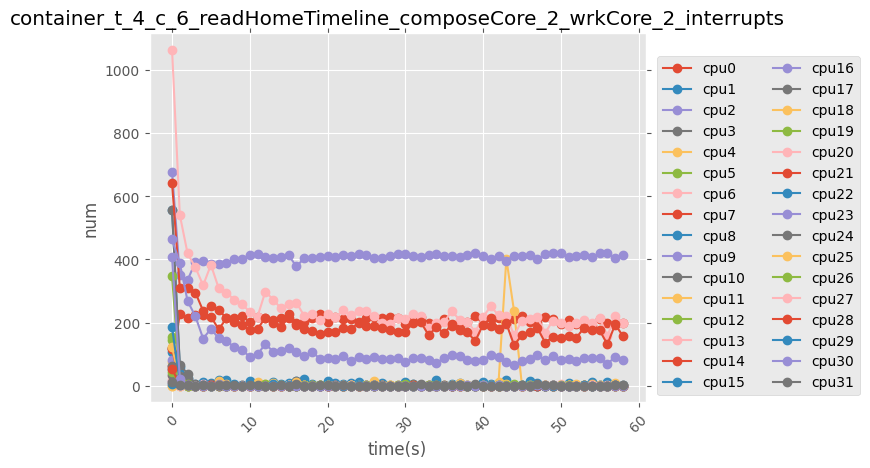 container_t_4_c_6_readHomeTimeline_composeCore_2_wrkCore_2_interrupts
num
1000
800
600
400
200
0
0
10
20
30
40
50
60
time(s)
cpu0
cpu1
cpu2
cpu3
cpu4
cpu5
cpu6
cpu7
cpu8
cpu9
cpu10
cpu11
cpu12
cpu13
cpu14
cpu15
cpu16
cpu17
cpu18
cpu19
cpu20
cpu21
cpu22
cpu23
cpu24
cpu25
cpu26
cpu27
cpu28
cpu29
cpu30
cpu31